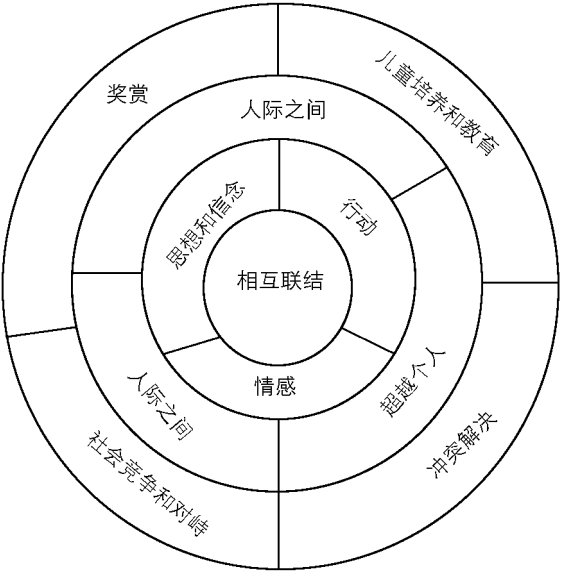 奖赏
儿童培养和教育
人际之间
思想和信念
行动
相互联结
情感
人际之间
超越个人
社会竞争和对峙
冲突解决